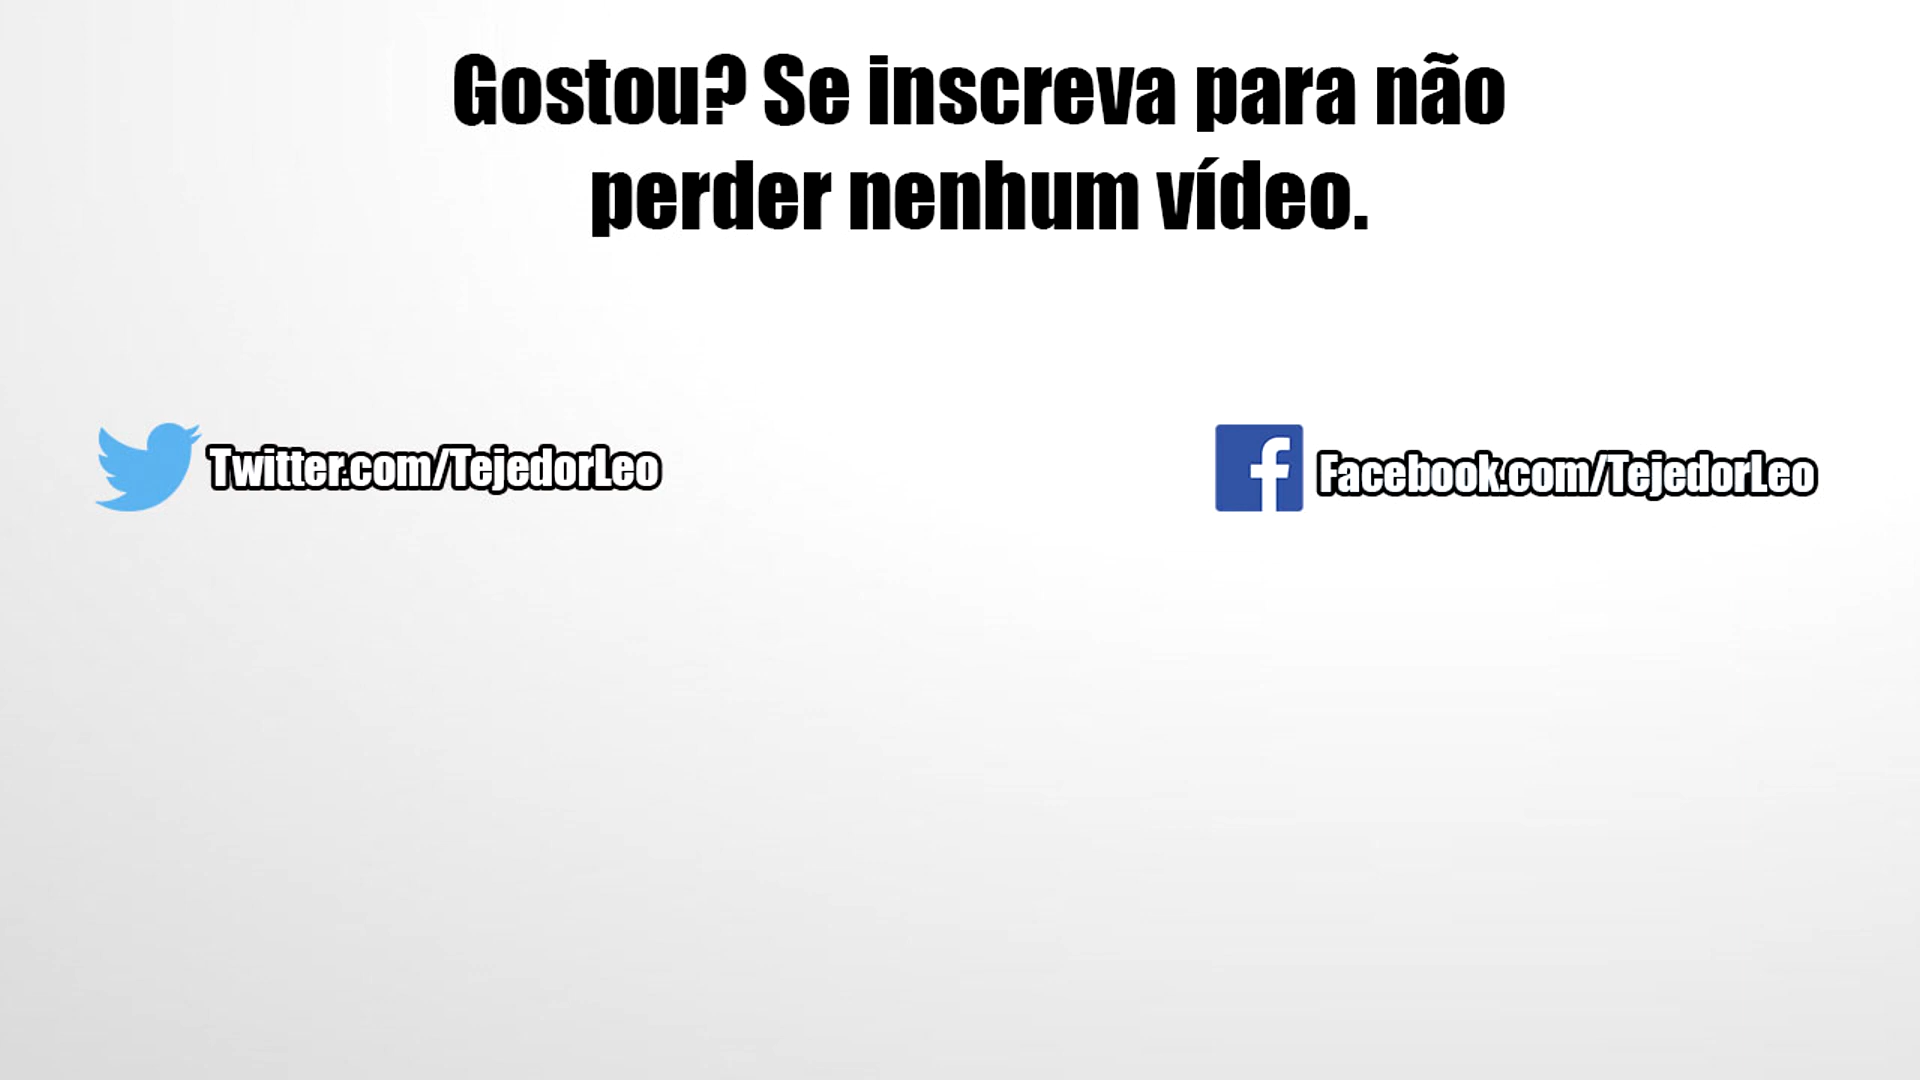 Gostou? Se inscreva para não
perder nenhum vídeo.
Twitter.com/TejedorLeo
Facebook.com/TejedorLeo